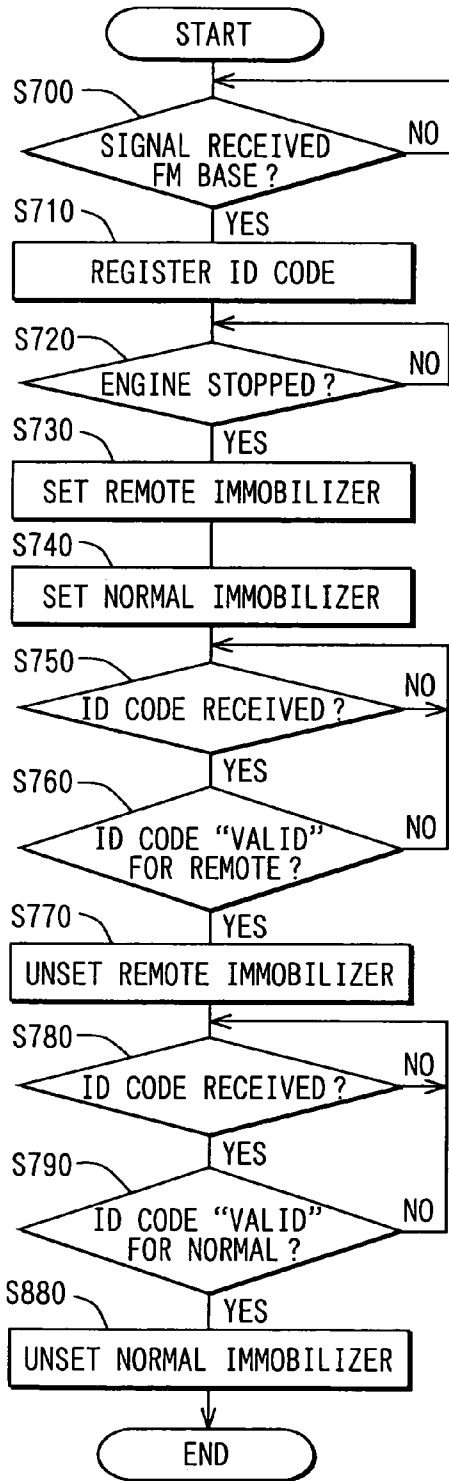 START
S700
SIGNAL RECEIVED
FM BASE?
NO
S710
YES
REGISTER ID CODE
S720
ENGINE STOPPED?
NO
S730
YES
SET REMOTE IMMOBILIZER
S740
SET NORMAL IMMOBILIZER
S750
ID CODE RECEIVED?
NO
S760
YES
ID CODE “VALID”
FOR REMOTE?
NO
S770
YES
UNSET REMOTE IMMOBILIZER
S780
ID CODE RECEIVED?
NO
S790
YES
ID CODE “VALID”
FOR NORMAL?
NO
S880
YES
UNSET NORMAL IMMOBILIZER
END